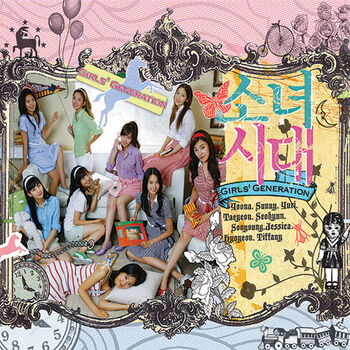 GIRLS' GENERATION
소녀
시대
GIRLS' GENERATION
Yoona, Sunny, Yuri,
Taeyeon, Seohyun,
Sooyoung, Jessica,
Hyoyeon, Tiffany